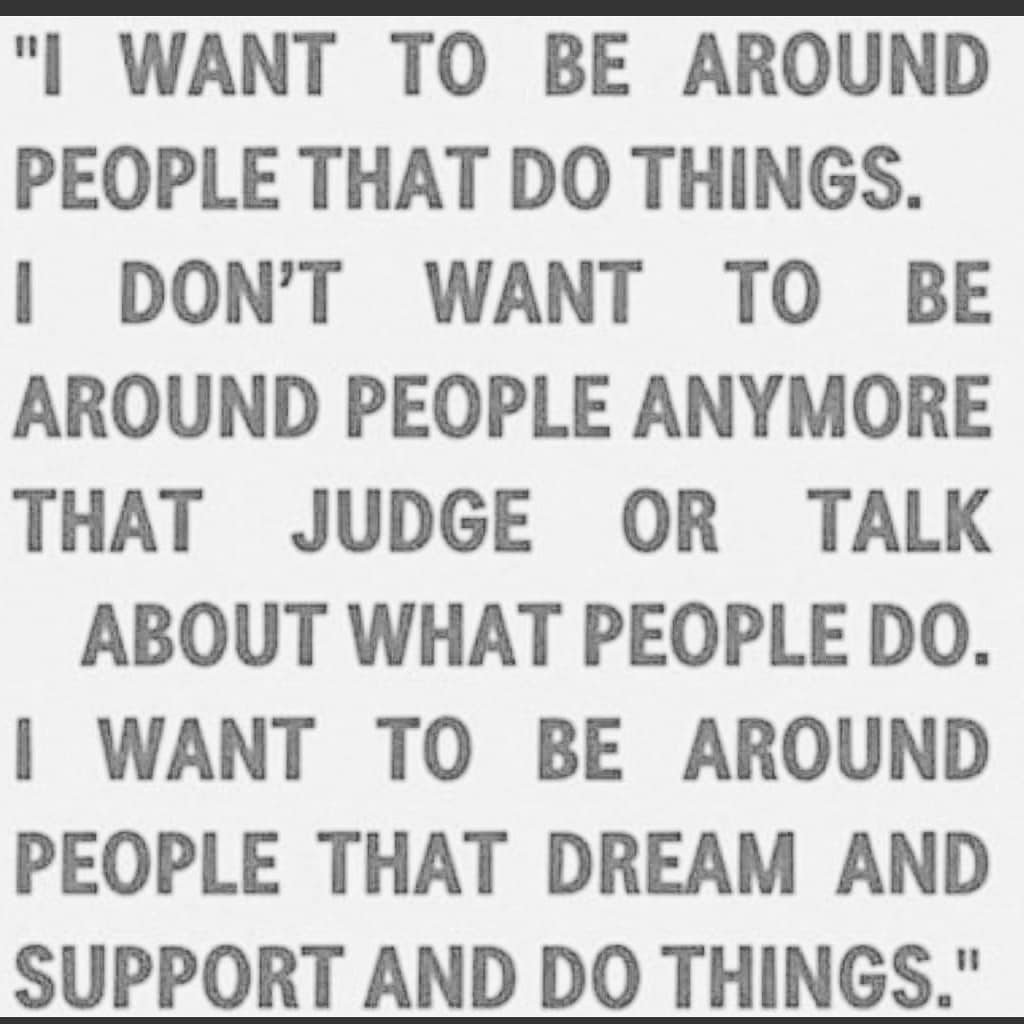 "I WANT TO BE AROUND
PEOPLE THAT DO THINGS.
I DON’T WANT TO BE
AROUND PEOPLE ANYMORE
THAT JUDGE OR TALK
ABOUT WHAT PEOPLE DO.
I WANT TO BE AROUND
PEOPLE THAT DREAM AND
SUPPORT AND DO THINGS."